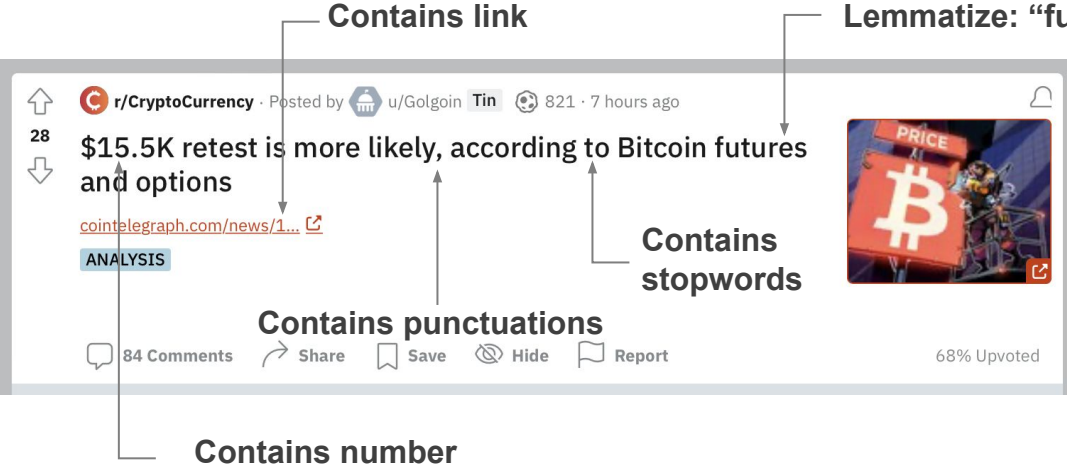 Contains link
Lemmatize: “fu
r/CryptoCurrency · Posted by u/Golgoin Tin 821 · 7 hours ago
28
$15.5K retest is more likely, according to Bitcoin futures
and options
PRICE
cointelegraph.com/news/1...
ANALYSIS
Contains
stopwords
Contains punctuations
84 Comments Share Save Hide Report 68% Upvoted
Contains number